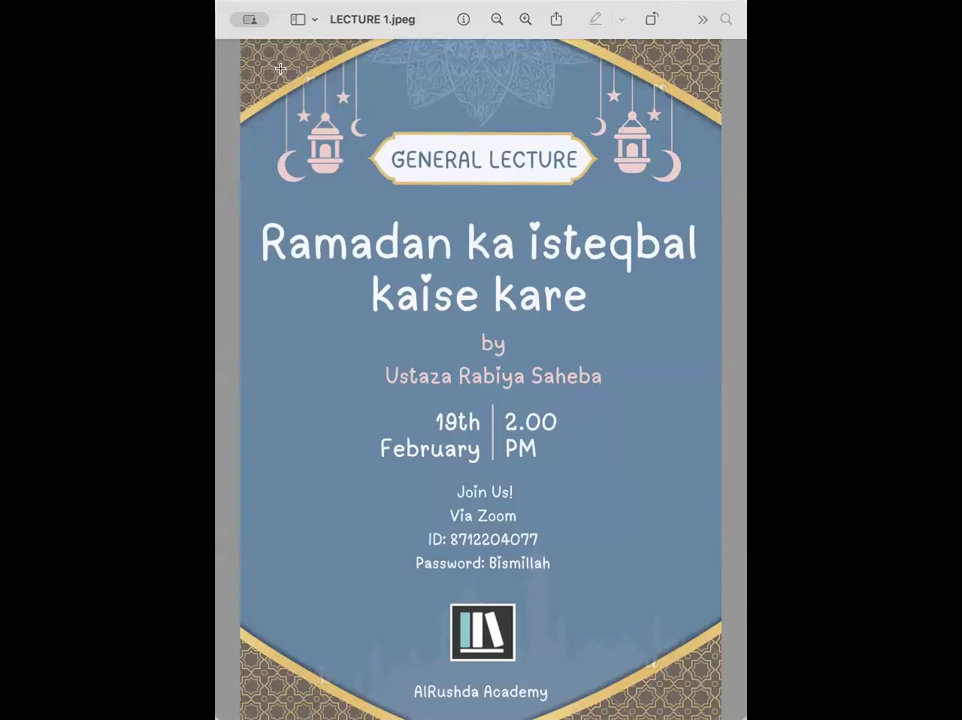 LECTURE 1.jpeg
GENERAL LECTURE
Ramadan ka isteqbal
kaise kare
by
Ustaza Rabiya Saheba
19th February
2.00 PM
Join Us!
Via Zoom
ID: 8712204077
Password: Bismillah
AlRushda Academy